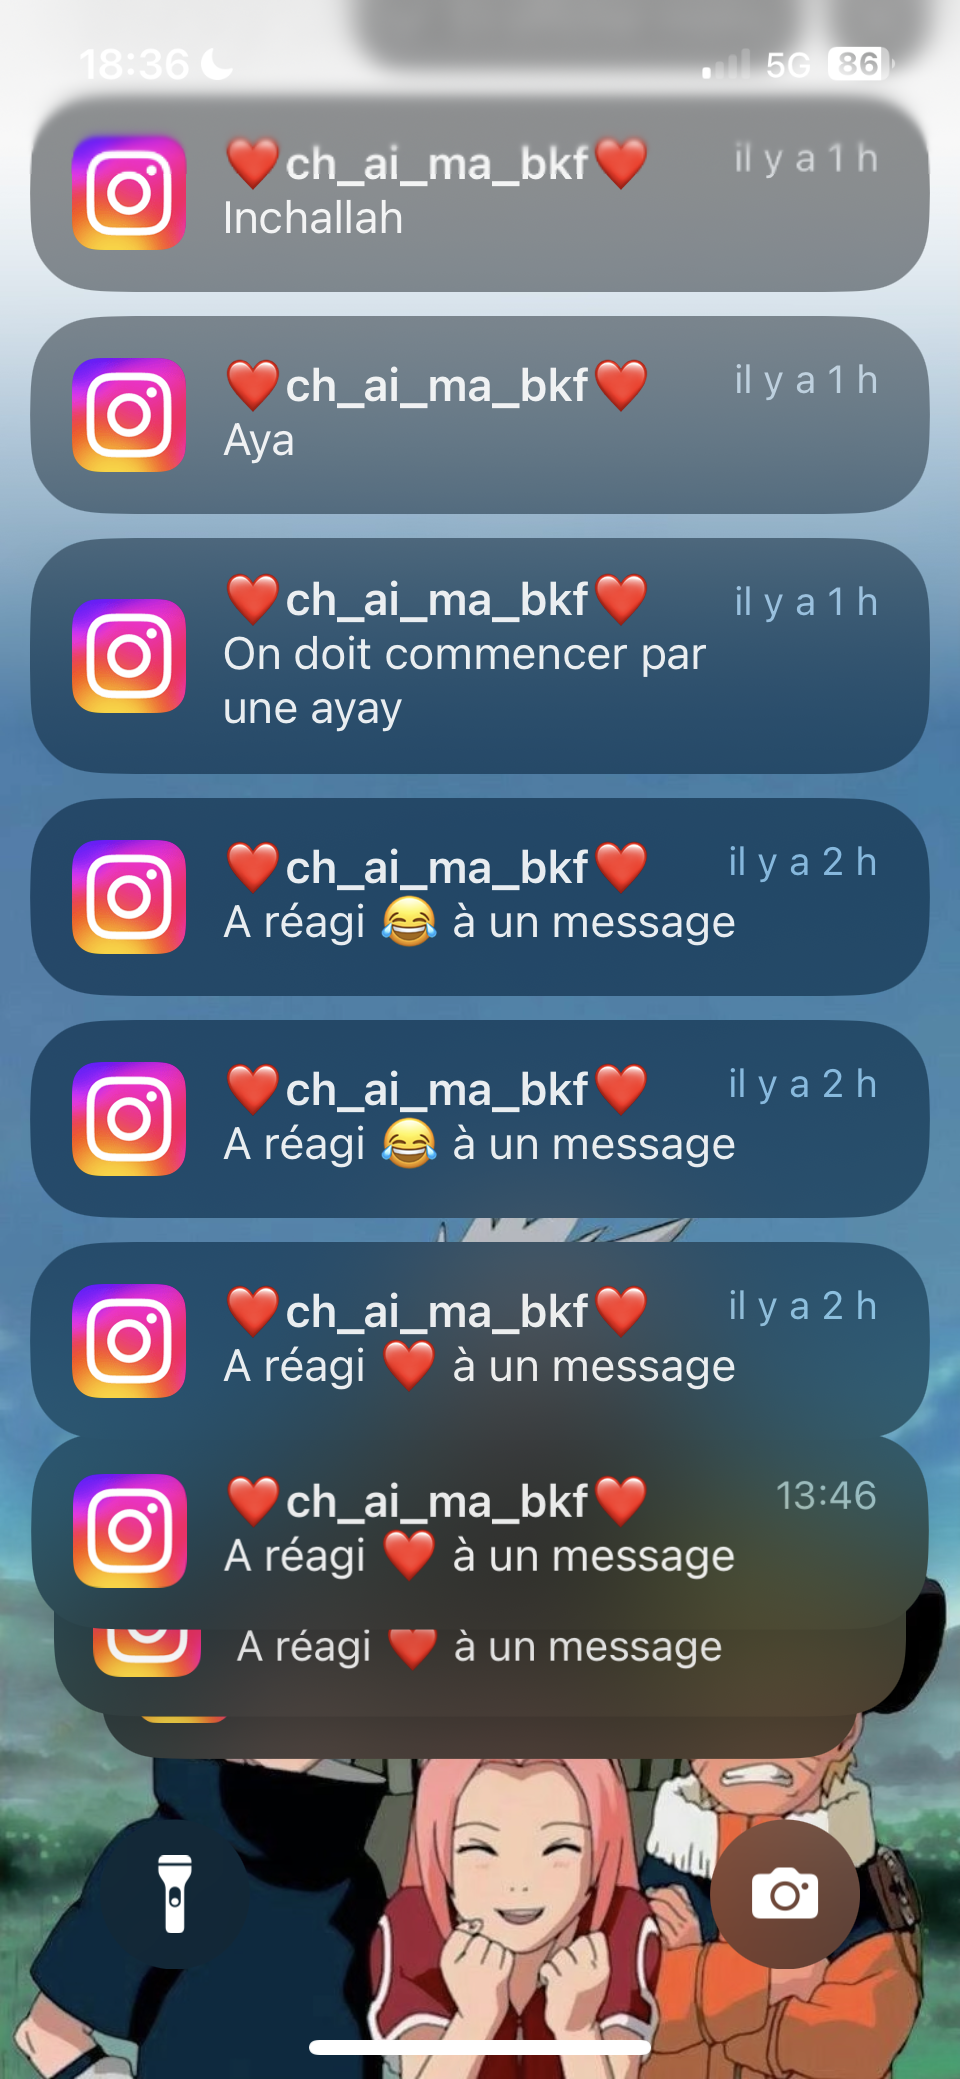 18:36
5G
86
❤️ch_ai_ma_bkf❤️
il y a 1 h
Inchallah
❤️ch_ai_ma_bkf❤️
il y a 1 h
Aya
❤️ch_ai_ma_bkf❤️
il y a 1 h
On doit commencer par
une ayay
❤️ch_ai_ma_bkf❤️
il y a 2 h
A réagi 😂 à un message
❤️ch_ai_ma_bkf❤️
il y a 2 h
A réagi 😂 à un message
❤️ch_ai_ma_bkf❤️
il y a 2 h
A réagi ❤️ à un message
❤️ch_ai_ma_bkf❤️
13:46
A réagi ❤️ à un message
A réagi ❤️ à un message